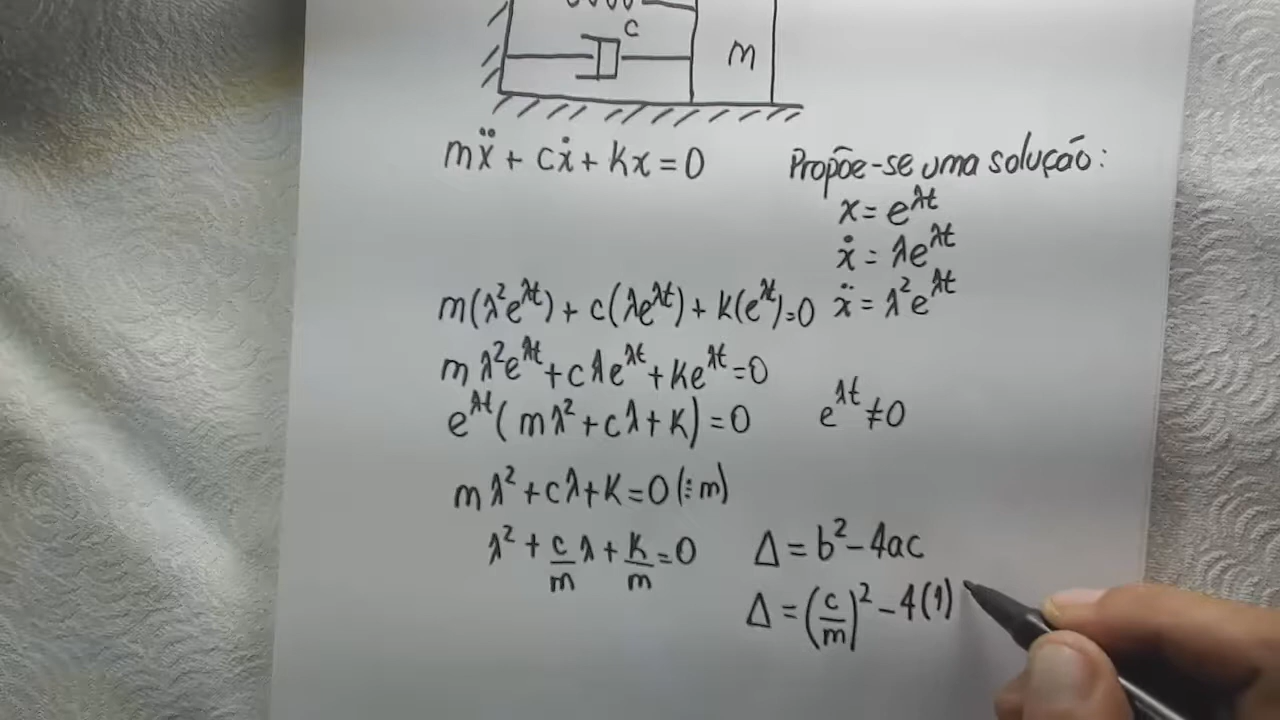 c
m
mẍ + cẋ + kx = 0
Propõe-se uma solução:
x = e^λt
ẋ = λe^λt
m(λ²e^λt) + c(λe^λt) + k(e^λt) = 0
ẍ = λ²e^λt
mλ²e^λt + cλe^λt + ke^λt = 0
e^λt(mλ² + cλ + k) = 0
e^λt ≠ 0
mλ² + cλ + k = 0 (÷m)
λ² + c/m λ + k/m = 0
Δ = b² - 4ac
Δ = (c/m)² - 4(1)